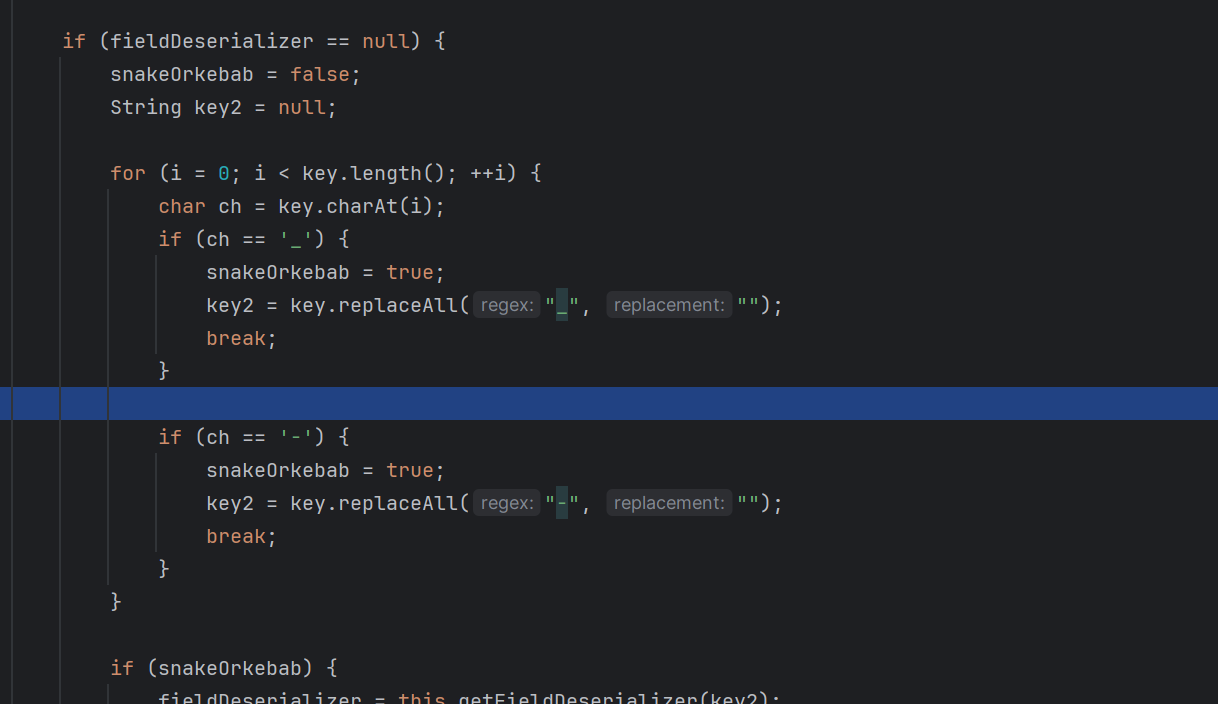 if (fieldDeserializer == null) {
snakeOrkebab = false;
String key2 = null;
for (i = 0; i < key.length(); ++i) {
char ch = key.charAt(i);
if (ch == '_') {
snakeOrkebab = true;
key2 = key.replaceAll( regex: "_", replacement: "");
break;
}
if (ch == '-') {
snakeOrkebab = true;
key2 = key.replaceAll( regex: "-", replacement: "");
break;
}
}
if (snakeOrkebab) {
fieldDeserializer = this.getFieldDeserializer(key2);